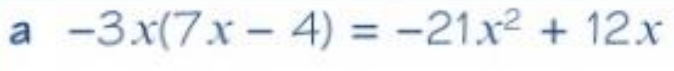 a -3x(7x - 4) = -21x² + 12x